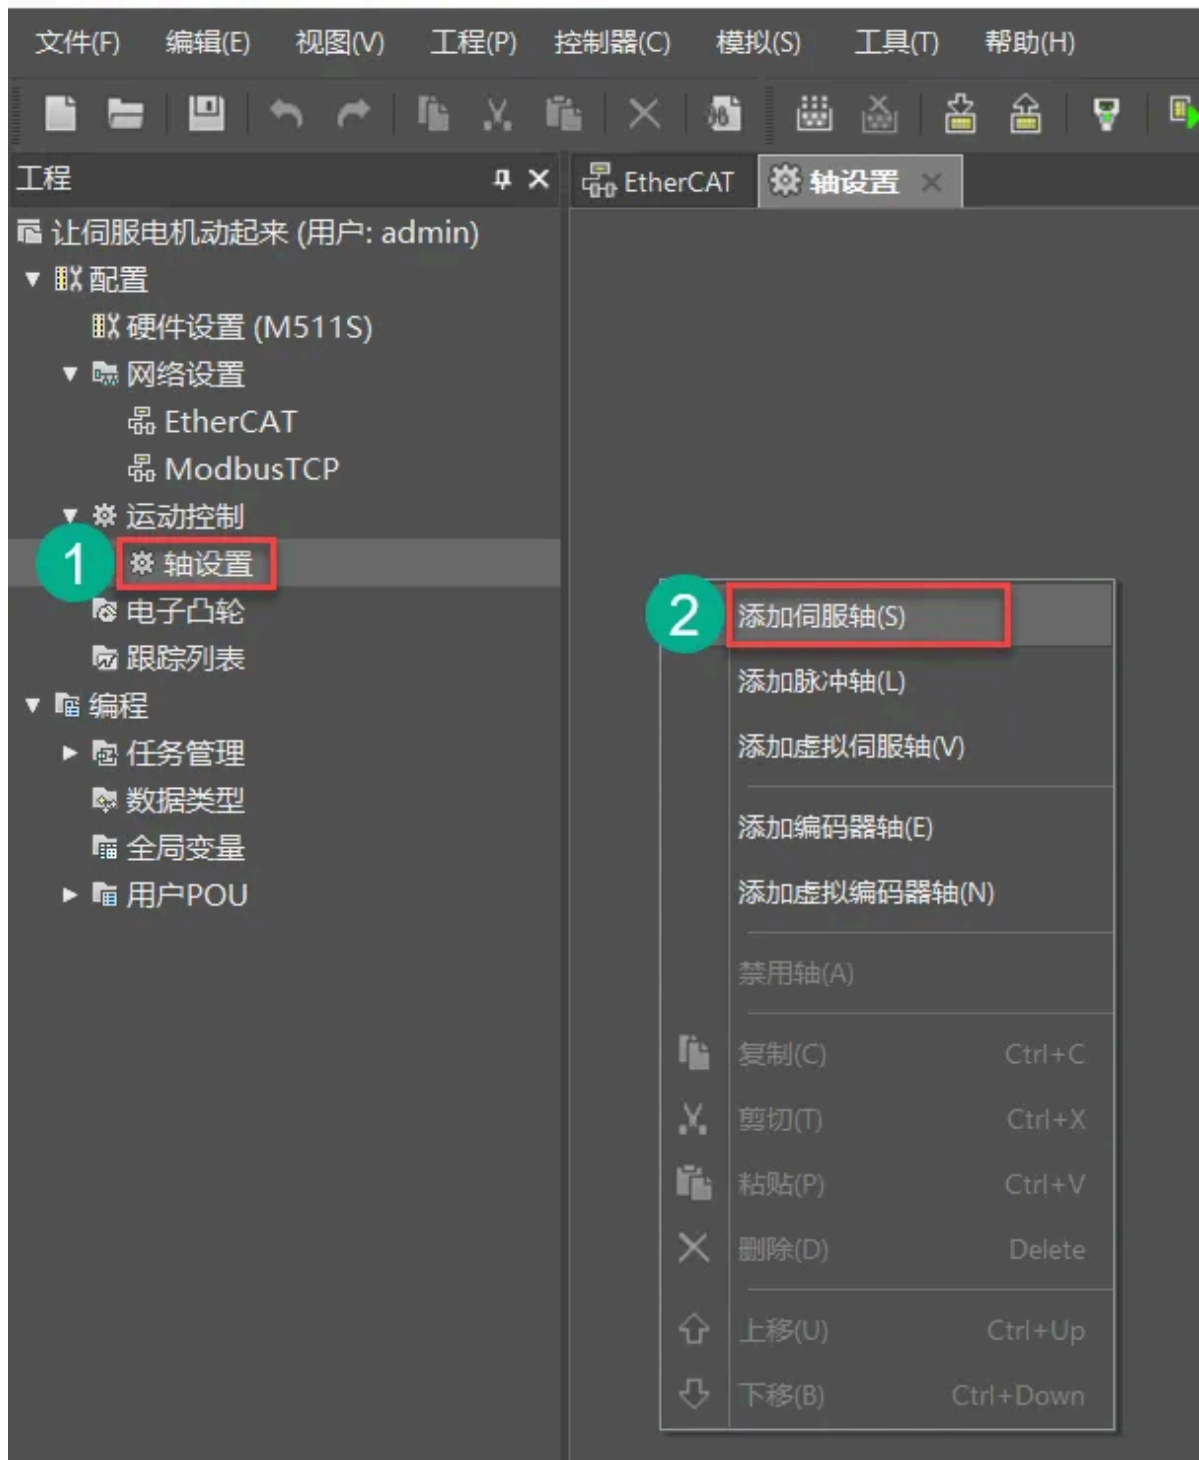 文件(F) 编辑(E) 视图(V) 工程(P) 控制器(C) 模拟(S) 工具(T) 帮助(H)
工程
EtherCAT 轴设置
让伺服电机动起来 (用户: admin)
配置
硬件设置 (M511S)
网络设置
EtherCAT
ModbusTCP
运动控制
1 轴设置
电子凸轮
跟踪列表
编程
任务管理
数据类型
全局变量
用户POU
2 添加伺服轴(S)
添加脉冲轴(L)
添加虚拟伺服轴(V)
添加编码器轴(E)
添加虚拟编码器轴(N)
禁用轴(A)
复制(C) Ctrl+C
剪切(T) Ctrl+X
粘贴(P) Ctrl+V
删除(D) Delete
上移(U) Ctrl+Up
下移(B) Ctrl+Down